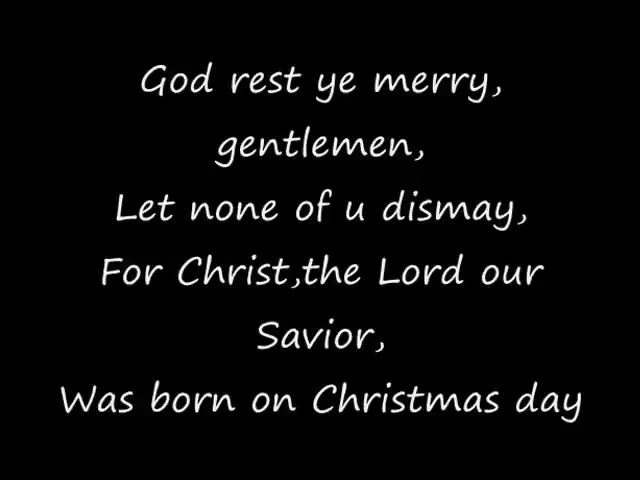 God rest ye merry,
gentlemen,
Let none of u dismay,
For Christ,the Lord our
Savior,
Was born on Christmas day